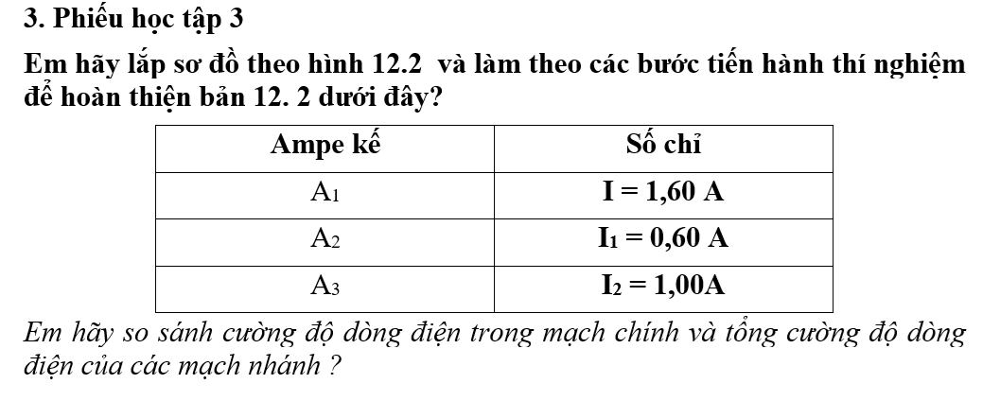 3. Phiếu học tập 3
Em hãy lắp sơ đồ theo hình 12.2 và làm theo các bước tiến hành thí nghiệm
để hoàn thiện bản 12. 2 dưới đây?
Ampe kế Số chỉ
A₁ I = 1,60 A
A₂ I₁ = 0,60 A
A₃ I₂ = 1,00A
Em hãy so sánh cường độ dòng điện trong mạch chính và tổng cường độ dòng
điện của các mạch nhánh ?